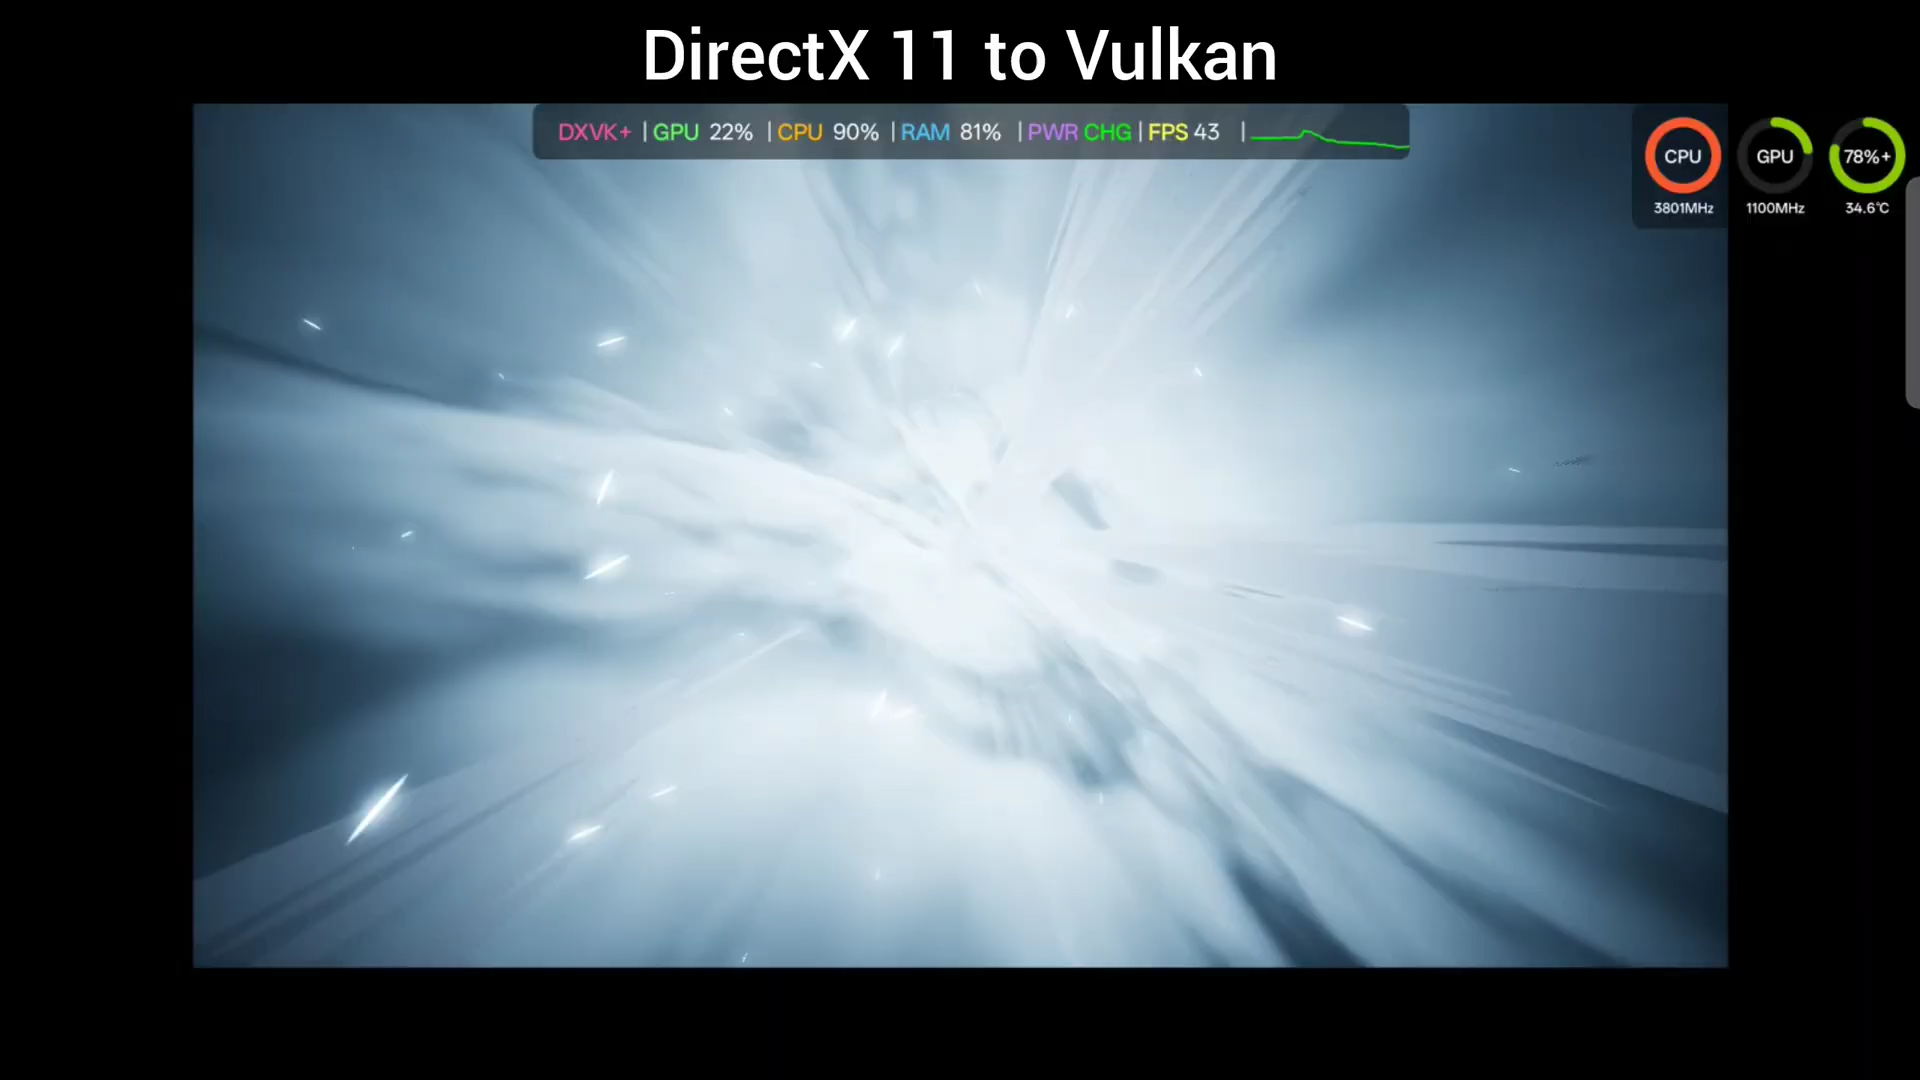 DirectX 11 to Vulkan
DXVK+ | GPU 22% | CPU 90% | RAM 81% | PWR CHG | FPS 43 |
CPU GPU 78%+
3801MHz 1100MHz 34.6°C